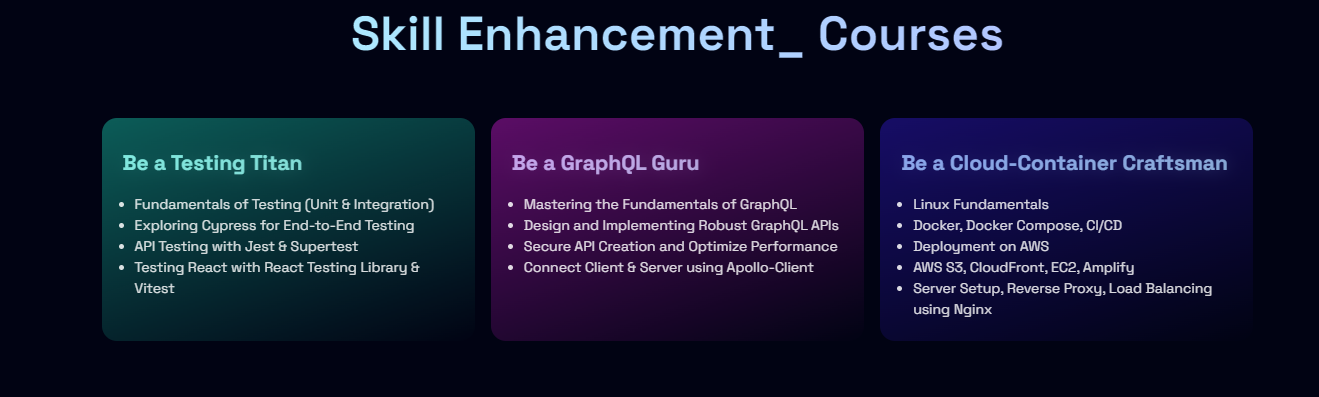 Skill Enhancement_ Courses
Be a Testing Titan
Fundamentals of Testing (Unit & Integration)
Exploring Cypress for End-to-End Testing
API Testing with Jest & Supertest
Testing React with React Testing Library &
Vitest
Be a GraphQL Guru
Mastering the Fundamentals of GraphQL
Design and Implementing Robust GraphQL APIs
Secure API Creation and Optimize Performance
Connect Client & Server using Apollo-Client
Be a Cloud-Container Craftsman
Linux Fundamentals
Docker, Docker Compose, CI/CD
Deployment on AWS
AWS S3, CloudFront, EC2, Amplify
Server Setup, Reverse Proxy, Load Balancing
using Nginx